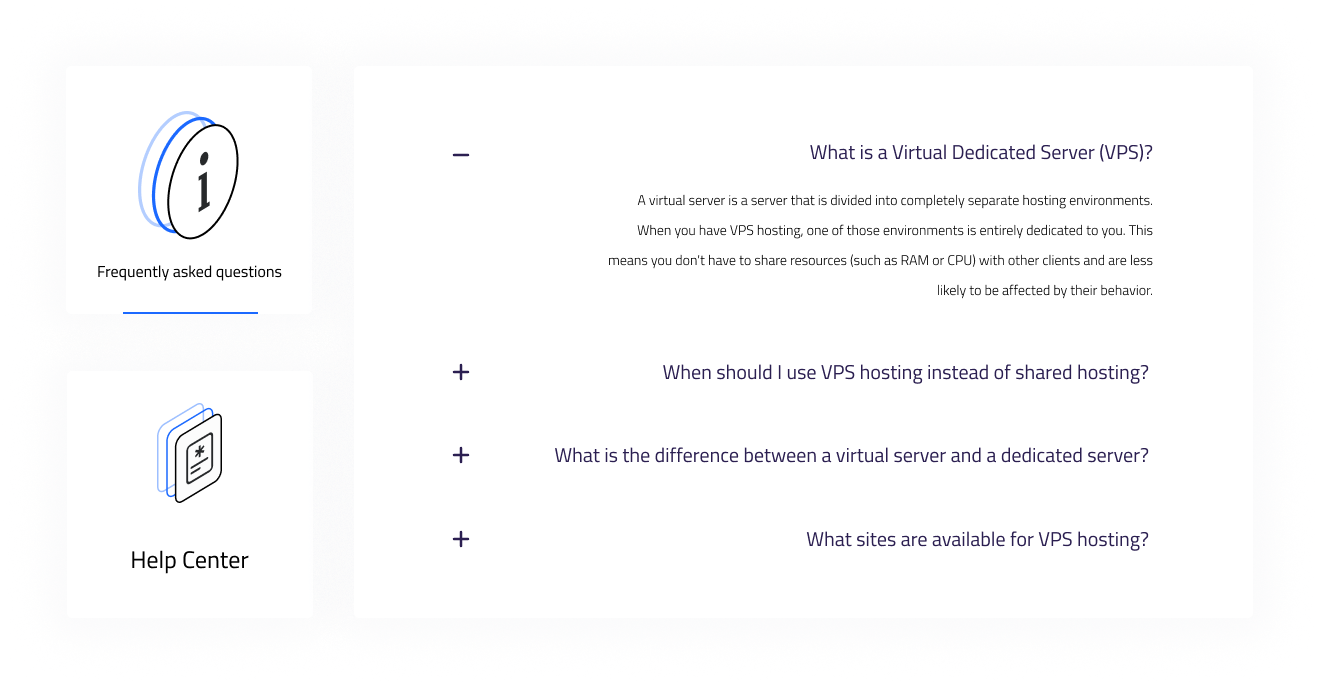 Frequently asked questions
Help Center
What is a Virtual Dedicated Server (VPS)?
A virtual server is a server that is divided into completely separate hosting environments.
When you have VPS hosting, one of those environments is entirely dedicated to you. This
means you don't have to share resources (such as RAM or CPU) with other clients and are less
likely to be affected by their behavior.
When should I use VPS hosting instead of shared hosting?
What is the difference between a virtual server and a dedicated server?
What sites are available for VPS hosting?